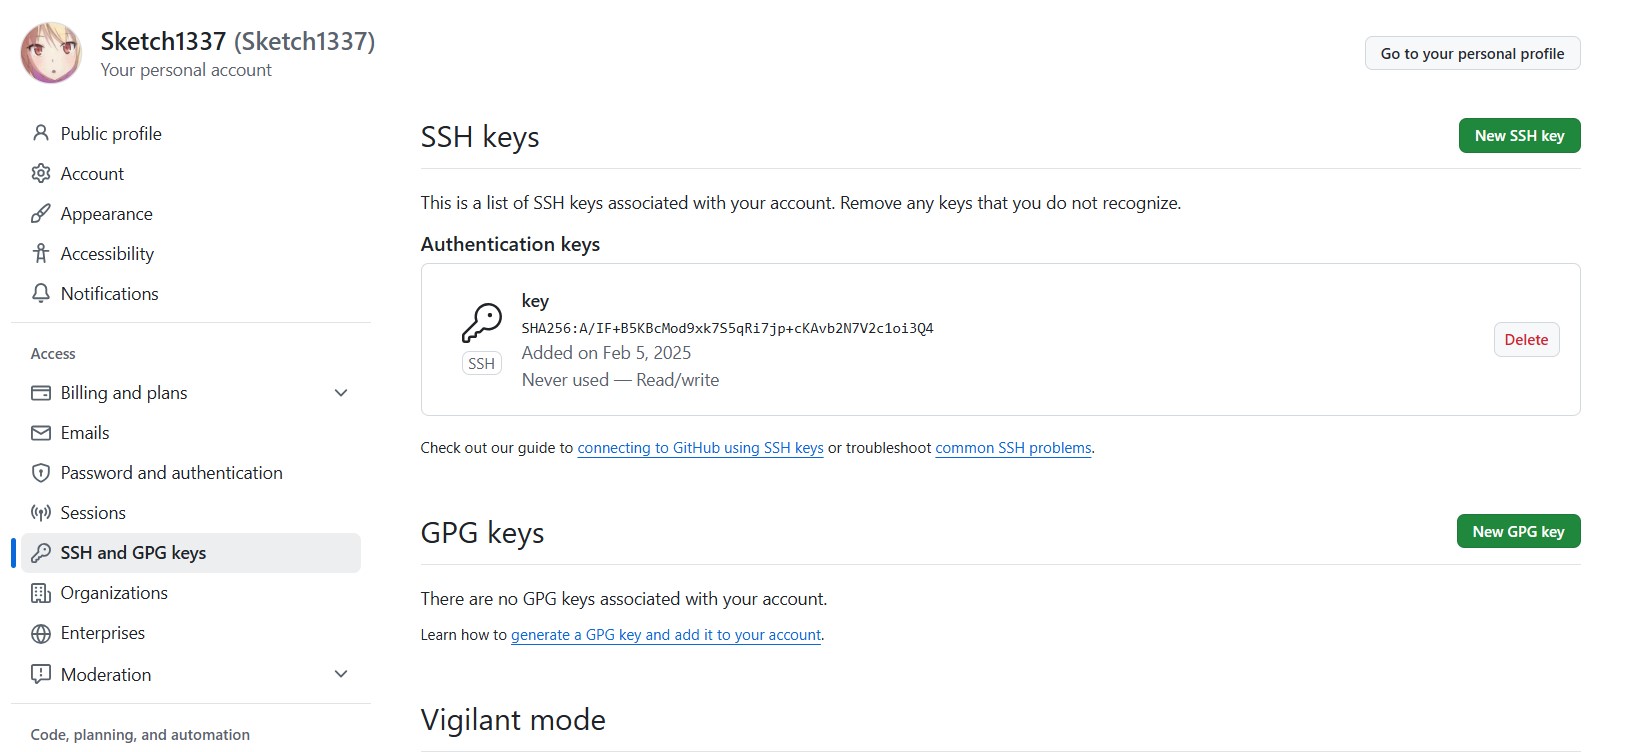 Sketch1337 (Sketch1337)
Your personal account
Go to your personal profile
Public profile
Account
Appearance
Accessibility
Notifications
Access
Billing and plans
Emails
Password and authentication
Sessions
SSH and GPG keys
Organizations
Enterprises
Moderation
Code, planning, and automation
SSH keys
New SSH key
This is a list of SSH keys associated with your account. Remove any keys that you do not recognize.
Authentication keys
key
SHA256:A/IF+B5KBcMod9xk7S5qRi7jp+cKAvb2N7V2c1oi3Q4
Added on Feb 5, 2025
Never used — Read/write
SSH
Delete
Check out our guide to connecting to GitHub using SSH keys or troubleshoot common SSH problems.
GPG keys
New GPG key
There are no GPG keys associated with your account.
Learn how to generate a GPG key and add it to your account.
Vigilant mode